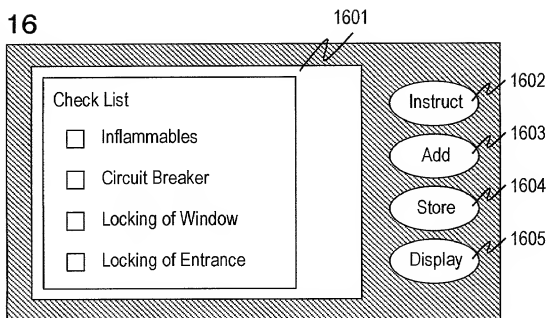 16
1601
Check List
Inflammables
Circuit Breaker
Locking of Window
Locking of Entrance
Instruct
1602
Add
1603
Store
1604
Display
1605